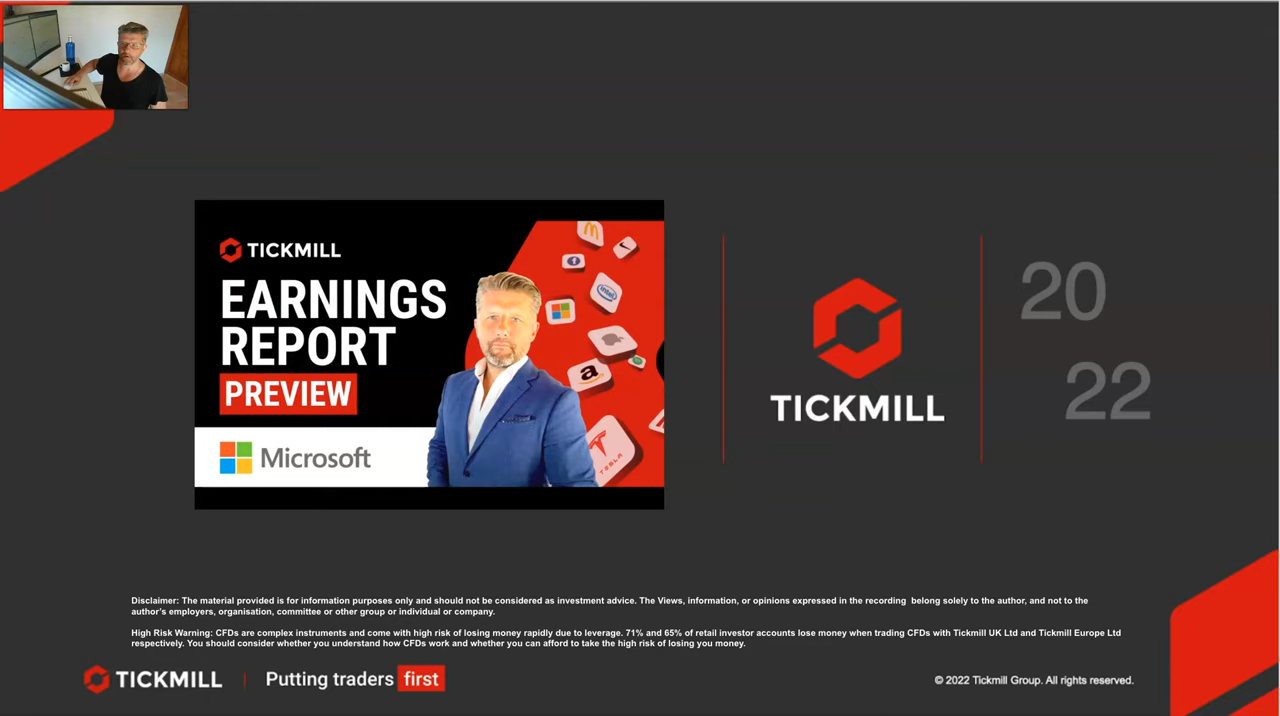 TICKMILL
EARNINGS
REPORT
PREVIEW
Microsoft
intel
a
TESLA
TICKMILL
20
22
Disclaimer: The material provided is for information purposes only and should not be considered as investment advice. The Views, information, or opinions expressed in the recording belong solely to the author, and not to the
author's employers, organisation, committee or other group or individual or company.
High Risk Warning: CFDs are complex instruments and come with high risk of losing money rapidly due to leverage. 71% and 65% of retail investor accounts lose money when trading CFDs with Tickmill UK Ltd and Tickmill Europe Ltd
respectively. You should consider whether you understand how CFDs work and whether you can afford to take the high risk of losing you money.
TICKMILL | Putting traders first
© 2022 Tickmill Group. All rights reserved.